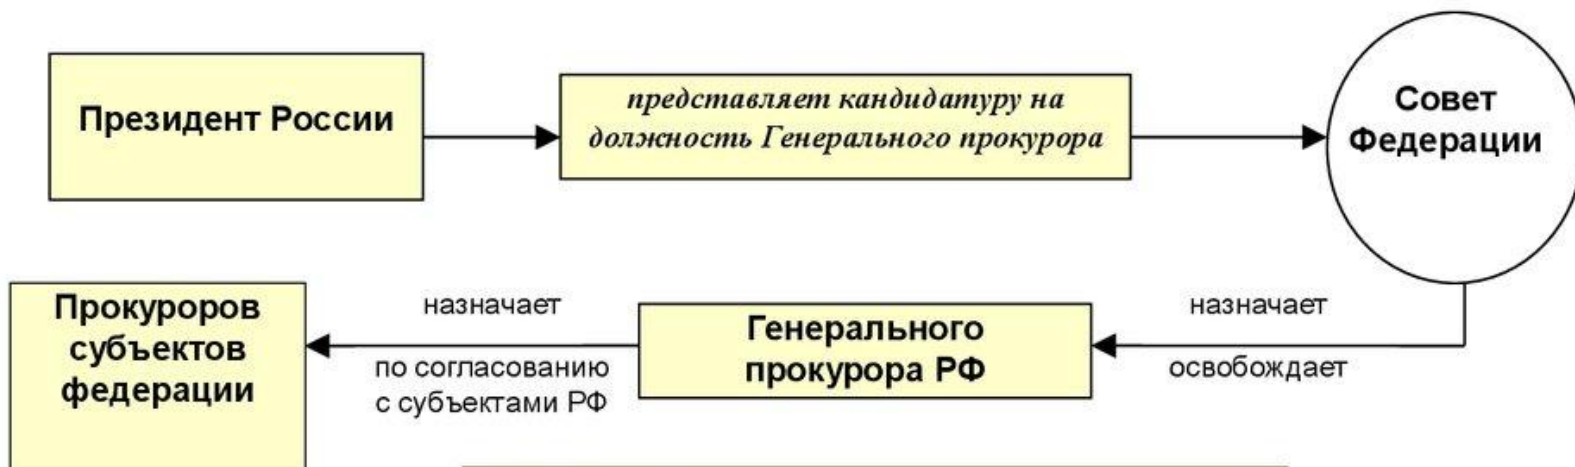 Президент России
представляет кандидатуру на
должность Генерального прокурора
Совет
Федерации
Прокуроров
субъектов
федерации
назначает
по согласованию
с субъектами РФ
Генерального
прокурора РФ
назначает
освобождает